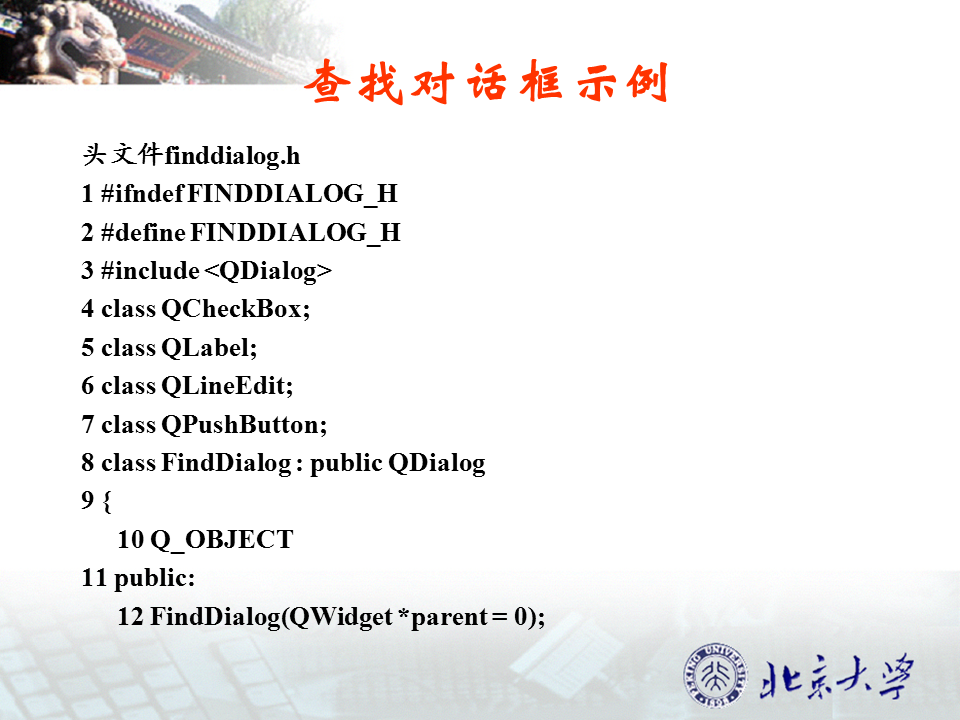 查找对话框示例
头文件finddialog.h
1 #ifndef FINDDIALOG_H
2 #define FINDDIALOG_H
3 #include <QDialog>
4 class QCheckBox;
5 class QLabel;
6 class QLineEdit;
7 class QPushButton;
8 class FindDialog : public QDialog
9 {
10 Q_OBJECT
11 public:
12 FindDialog(QWidget *parent = 0);
PEKING UNIVERSITY
1898
北京大学